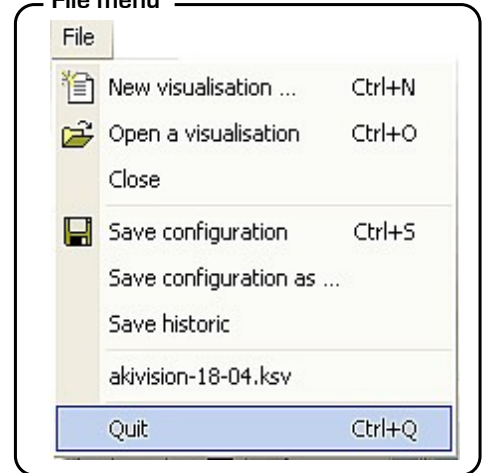 File menu
File
New visualisation ... Ctrl+N
Open a visualisation Ctrl+O
Close
Save configuration Ctrl+S
Save configuration as ...
Save historic
akivision-18-04.ksv
Quit Ctrl+Q